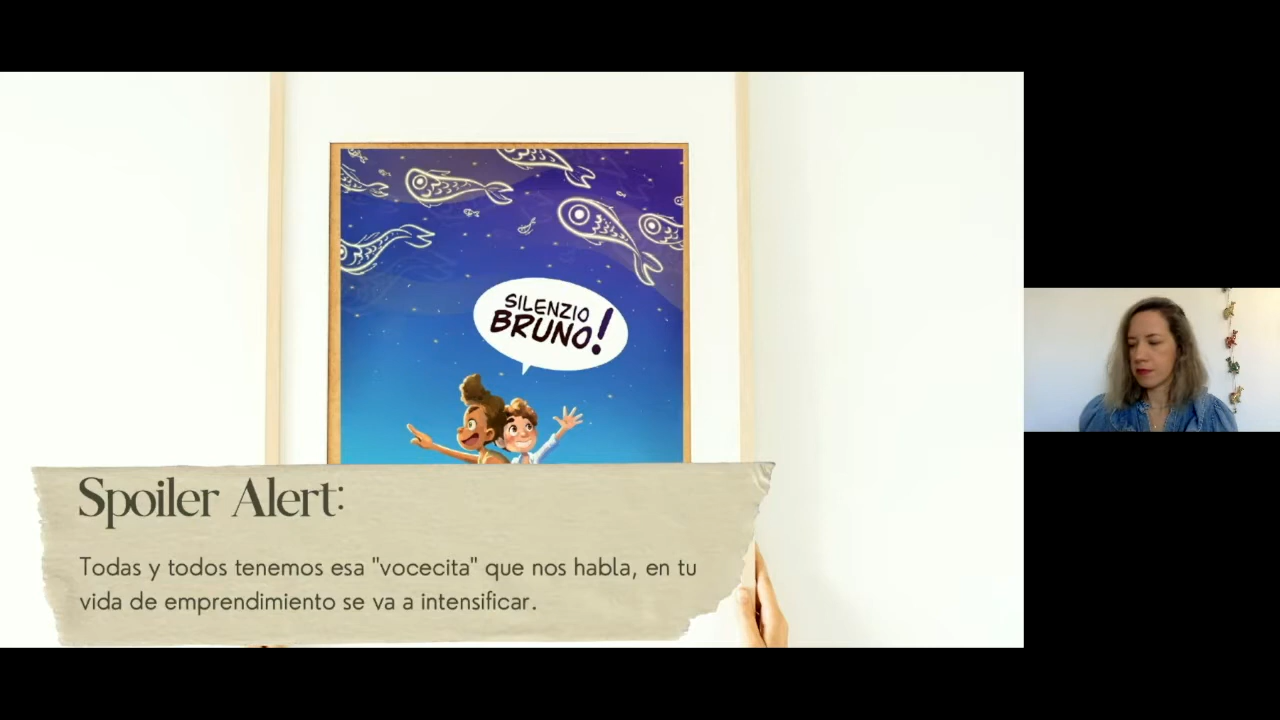 SILENZIO
BRUNO!
Spoiler Alert:
Todas y todos tenemos esa "vocecita" que nos habla, en tu
vida de emprendimiento se va a intensificar.